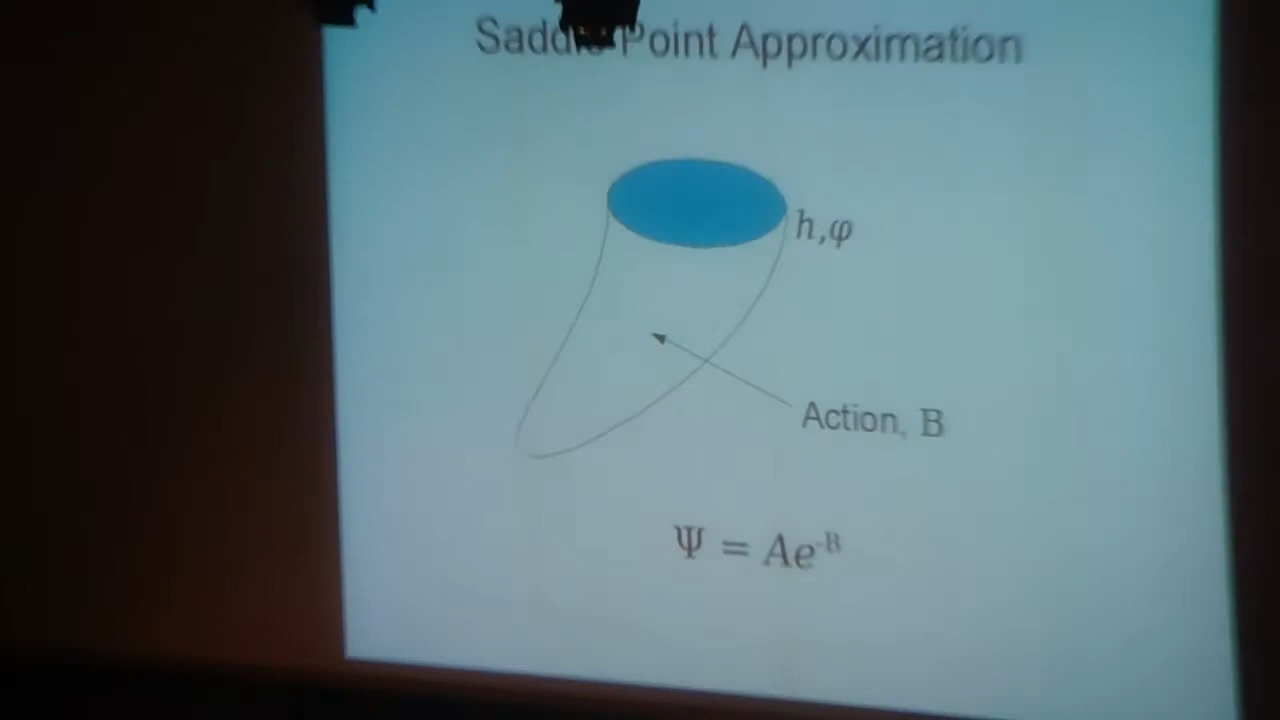 Saddle Point Approximation
h,φ
Action, B
Ψ = Ae^-B